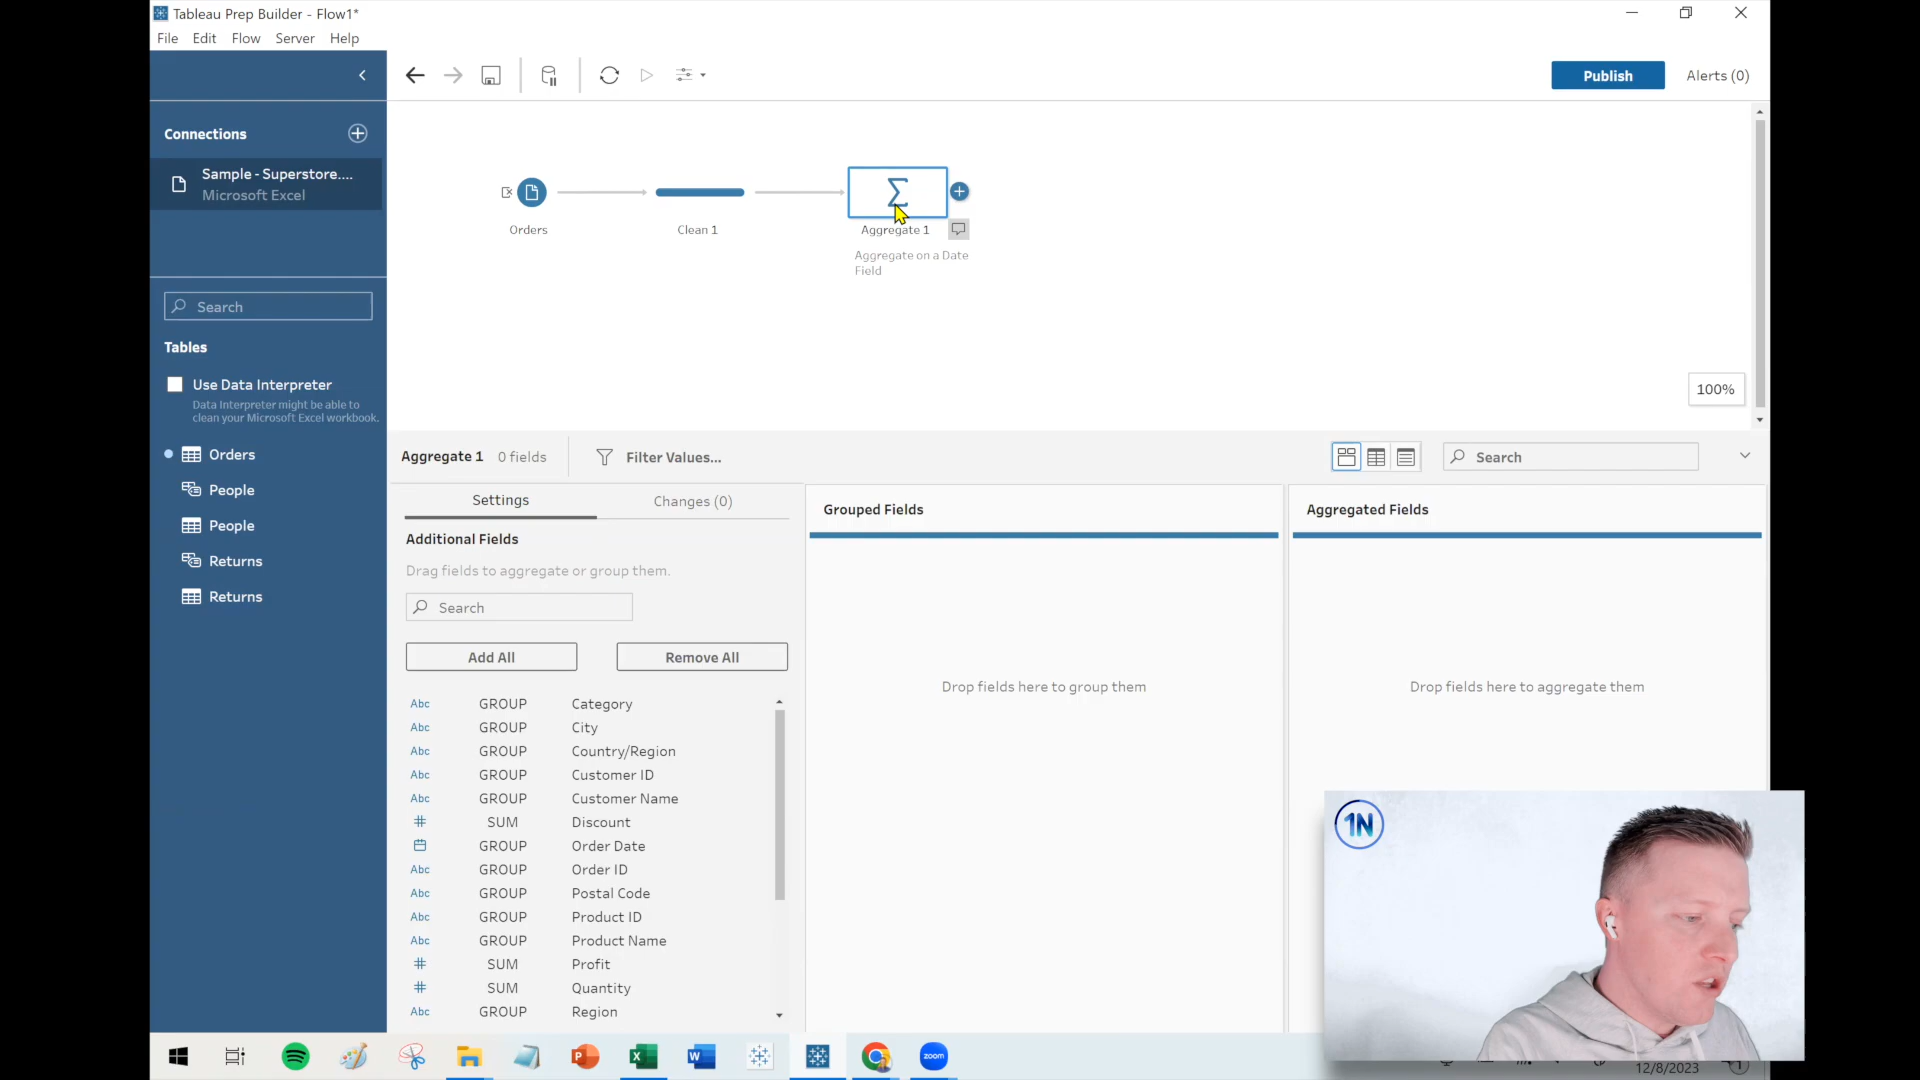 Tableau Prep Builder - Flow1*
File Edit Flow Server Help
Publish
Alerts (0)
Connections
Sample - Superstore....
Microsoft Excel
Search
Tables
Use Data Interpreter
Data Interpreter might be able to
clean your Microsoft Excel workbook.
Orders
People
People
Returns
Returns
Orders
Clean 1
Aggregate 1
Aggregate on a Date
Field
100%
Aggregate 1 0 fields
Filter Values...
Search
Settings
Changes (0)
Additional Fields
Drag fields to aggregate or group them.
Search
Add All
Remove All
Abc GROUP Category
Abc GROUP City
Abc GROUP Country/Region
Abc GROUP Customer ID
Abc GROUP Customer Name
# SUM Discount
GROUP Order Date
Abc GROUP Order ID
Abc GROUP Postal Code
Abc GROUP Product ID
Abc GROUP Product Name
# SUM Profit
# SUM Quantity
Abc GROUP Region
Grouped Fields
Drop fields here to group them
Aggregated Fields
Drop fields here to aggregate them
1N
zoom
12/8/2023